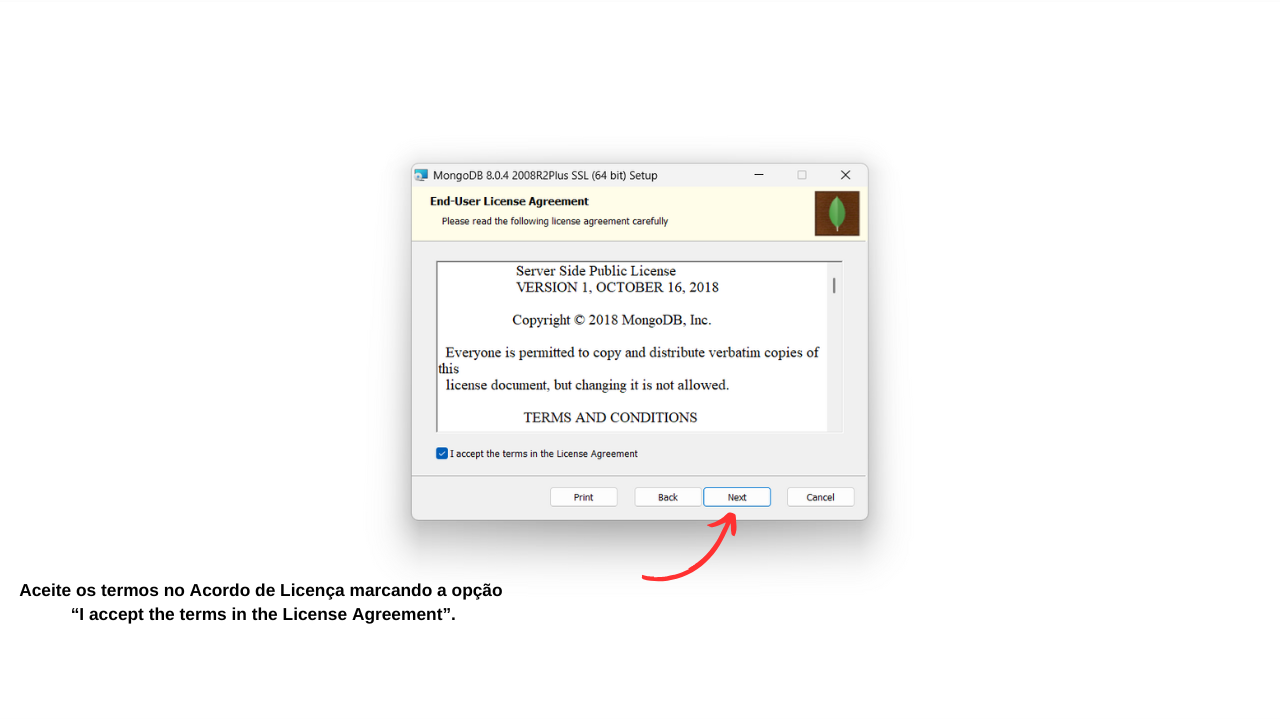 MongoDB 8.0.4 2008R2Plus SSL (64 bit) Setup
End-User License Agreement
Please read the following license agreement carefully
Server Side Public License
VERSION 1, OCTOBER 16, 2018
Copyright © 2018 MongoDB, Inc.
Everyone is permitted to copy and distribute verbatim copies of
this
license document, but changing it is not allowed.
TERMS AND CONDITIONS
I accept the terms in the License Agreement
Print Back Next Cancel
Aceite os termos no Acordo de Licença marcando a opção
“I accept the terms in the License Agreement”.